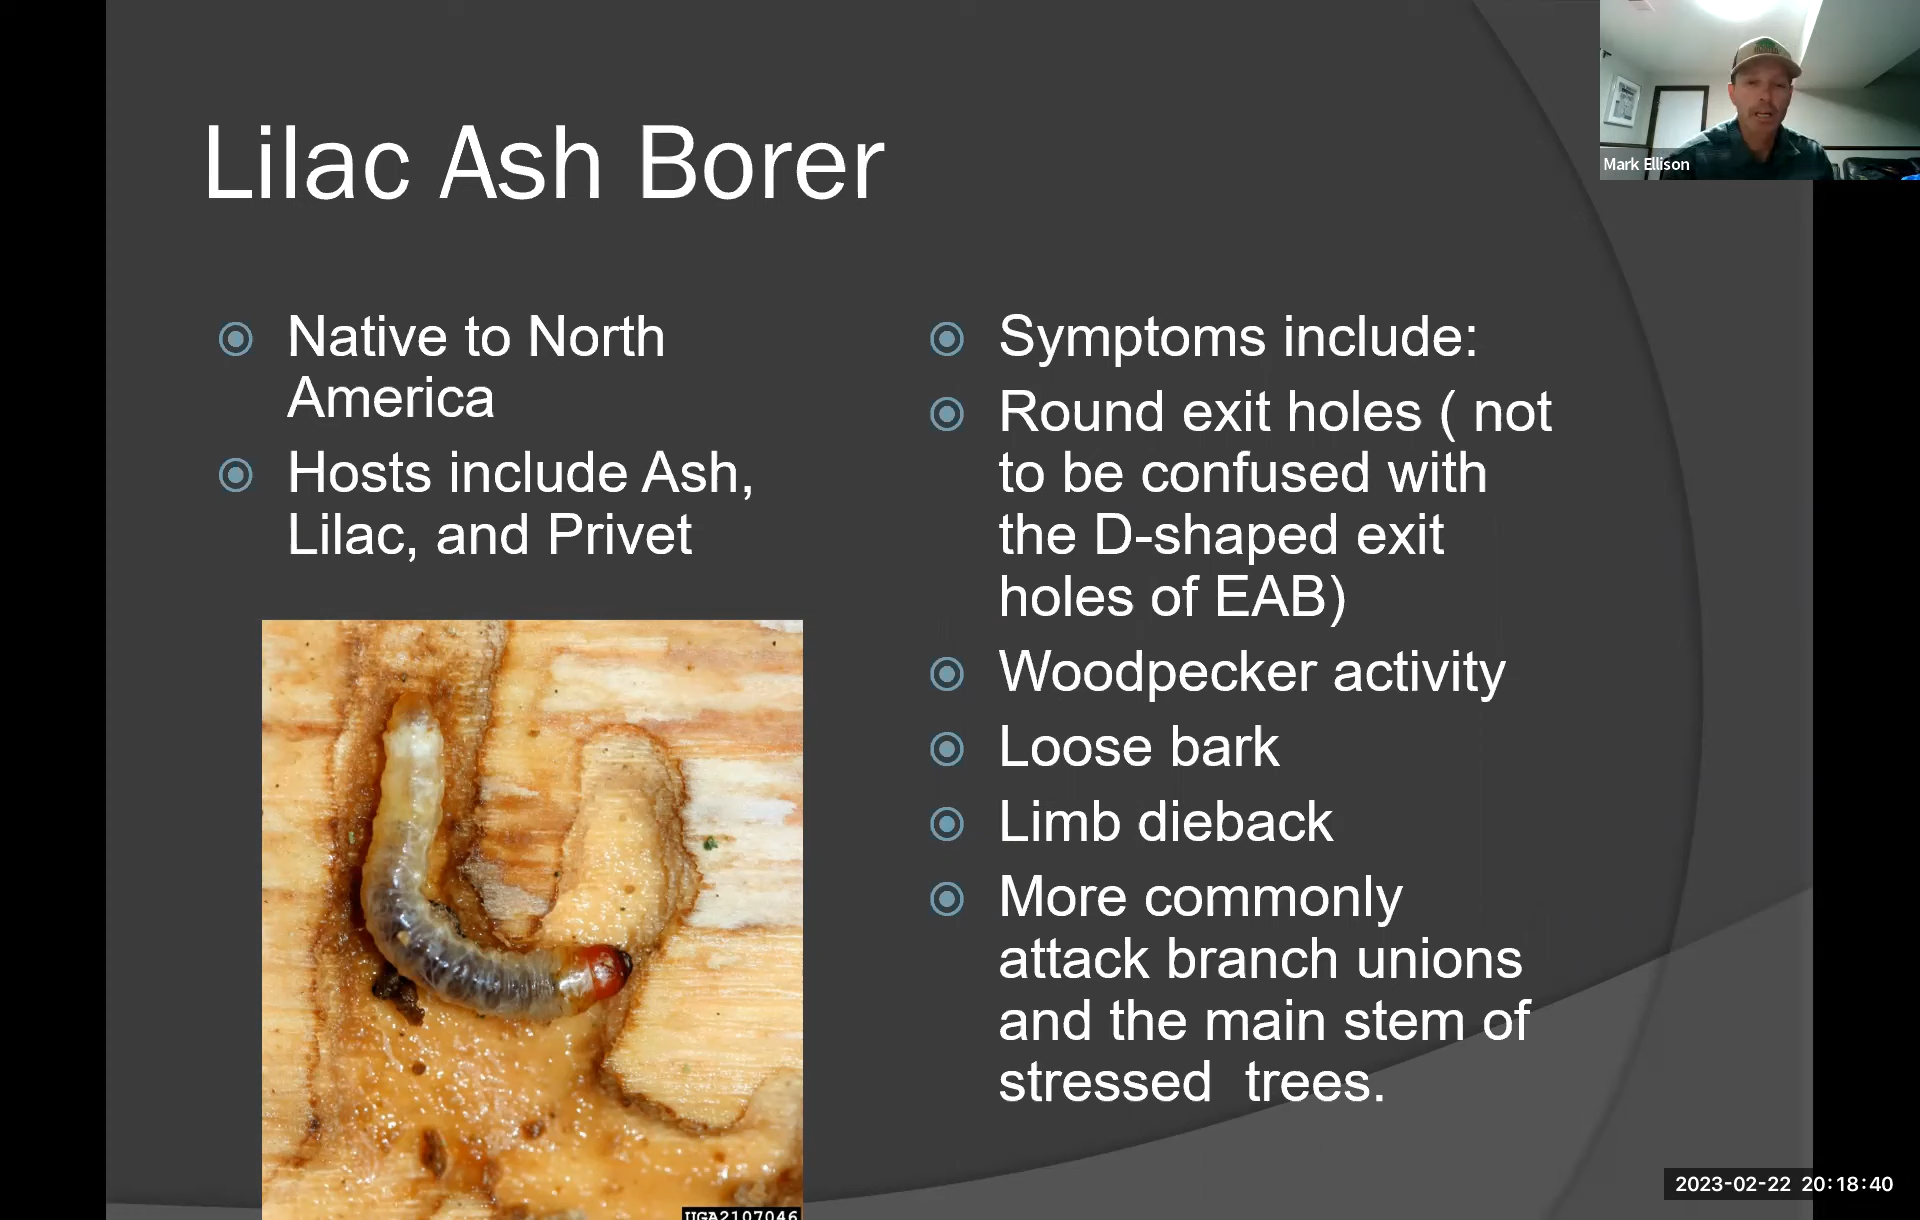 Lilac Ash Borer
Native to North
America
Hosts include Ash,
Lilac, and Privet
Symptoms include:
Round exit holes ( not
to be confused with
the D-shaped exit
holes of EAB)
Woodpecker activity
Loose bark
Limb dieback
More commonly
attack branch unions
and the main stem of
stressed  trees.
UGA2107046
Mark Ellison
2023-02-22 20:18:40